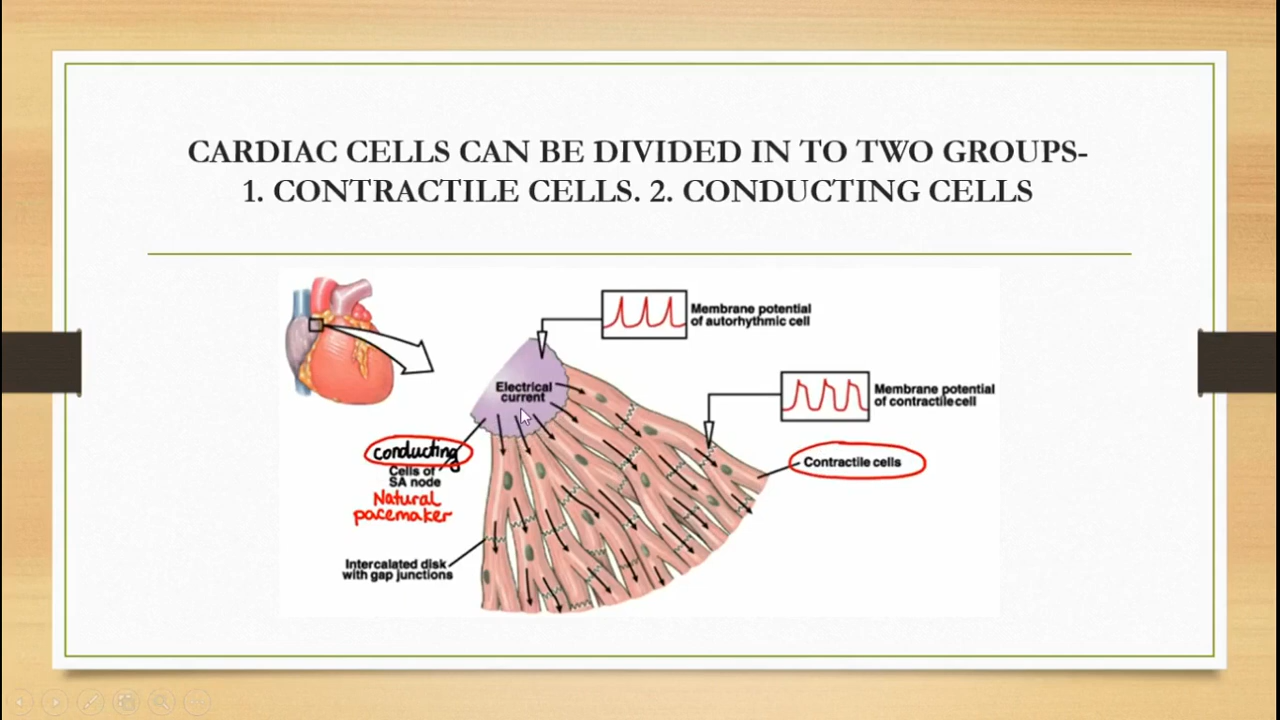 CARDIAC CELLS CAN BE DIVIDED IN TO TWO GROUPS-
1. CONTRACTILE CELLS. 2. CONDUCTING CELLS
Membrane potential
of autorhythmic cell
Electrical
current
Membrane potential
of contractile cell
conducting
Cells of
SA node
Natural
pacemaker
Contractile cells
Intercalated disk
with gap junctions